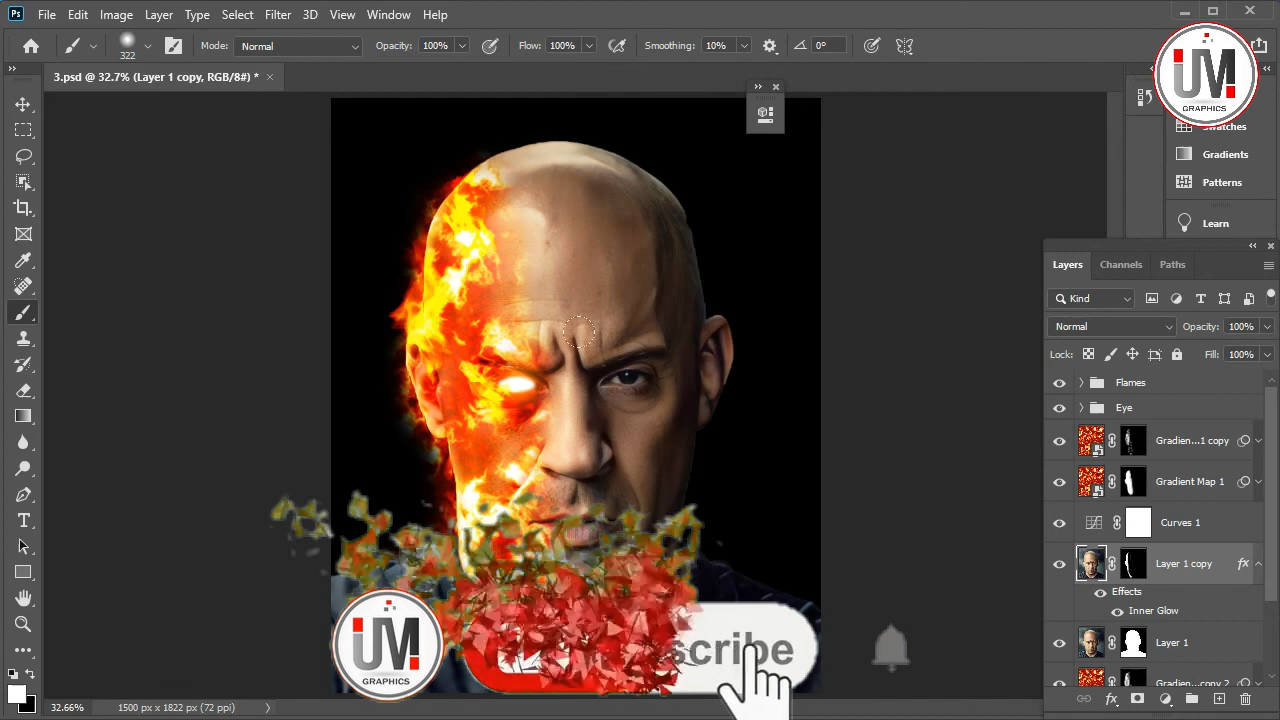 Ps File Edit Image Layer Type Select Filter 3D View Window Help
322 Mode: Normal Opacity: 100% Flow: 100% Smoothing: 10% 0°
3.psd @ 32.7% (Layer 1 copy, RGB/8#) *
UM
GRAPHICS
Swatches
Gradients
Patterns
Learn
Layers Channels Paths
Kind
Normal Opacity: 100%
Lock: Fill: 100%
Flames
Eye
Gradien...1 copy
Gradient Map 1
Curves 1
Layer 1 copy fx
Effects
Inner Glow
Layer 1
Gradien...copy 2
UM
GRAPHICS
scribe
32.66% 1500 px x 1822 px (72 ppi)